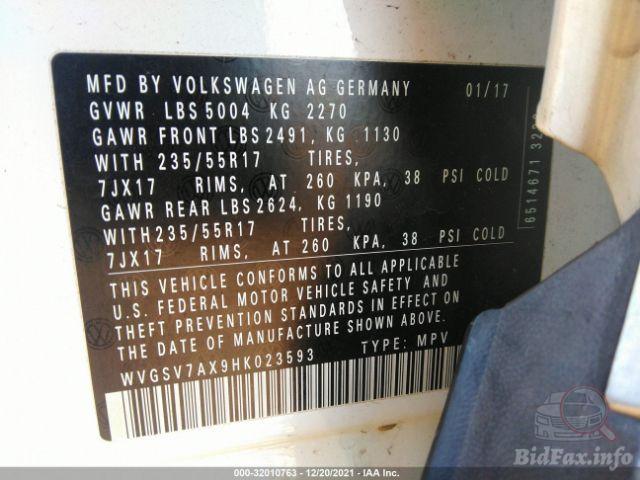 MFD BY VOLKSWAGEN AG GERMANY 01/17
GVWR LBS 5004 KG 2270
GAWR FRONT LBS 2491, KG 1130
WITH 235/55R17 TIRES,
7JX17 RIMS, AT 260 KPA, 38 PSI COLD
GAWR REAR LBS 2624, KG 1190
WITH235/55R17 TIRES,
7JX17 RIMS, AT 260 KPA, 38 PSI COLD
THIS VEHICLE CONFORMS TO ALL APPLICABLE
U.S. FEDERAL MOTOR VEHICLE SAFETY AND
THEFT PREVENTION STANDARDS IN EFFECT ON
THE DATE OF MANUFACTURE SHOWN ABOVE.
WVGSV7AX9HK023593 TYPE: MPV
6514671
000-32010763 - 12/20/2021 - IAA Inc.
BidFax.info